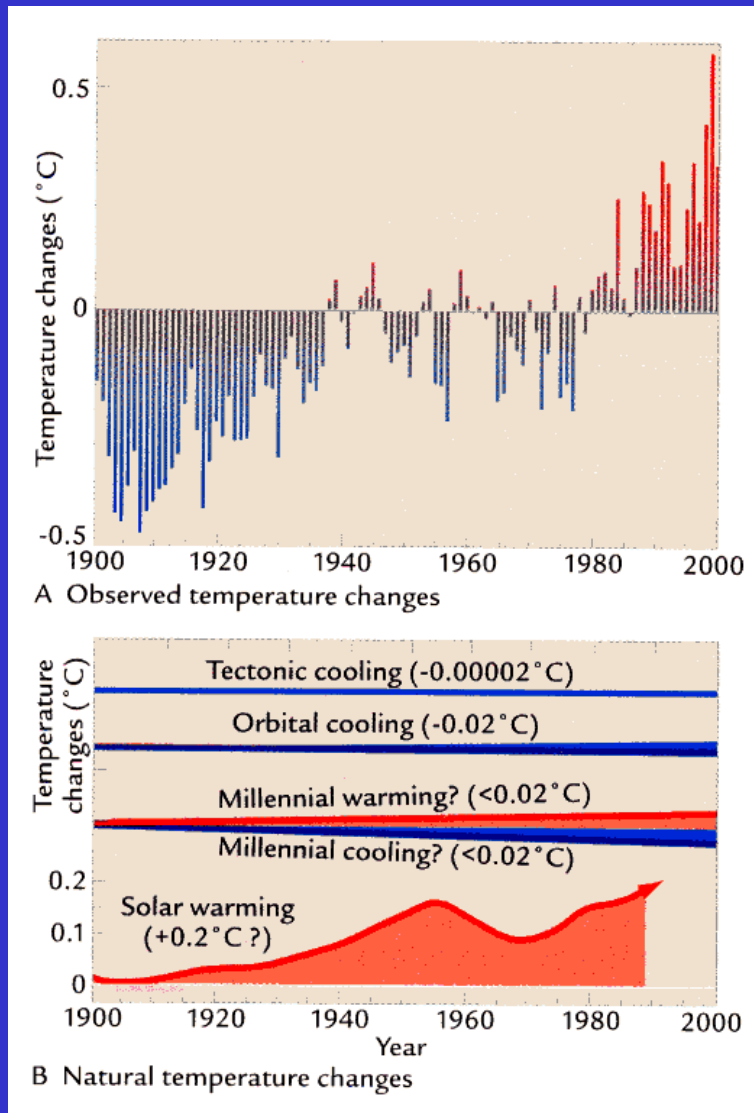 0.5
Temperature changes (˚C)
0
-0.5
1900 1920 1940 1960 1980 2000
A Observed temperature changes
Temperature
changes (˚C)
Tectonic cooling (-0.00002˚C)
Orbital cooling (-0.02˚C)
Millennial warming? (<0.02˚C)
Millennial cooling? (<0.02˚C)
0.2
Solar warming
(+0.2˚C ?)
0.1
0
1900 1920 1940 1960 1980 2000
Year
B Natural temperature changes